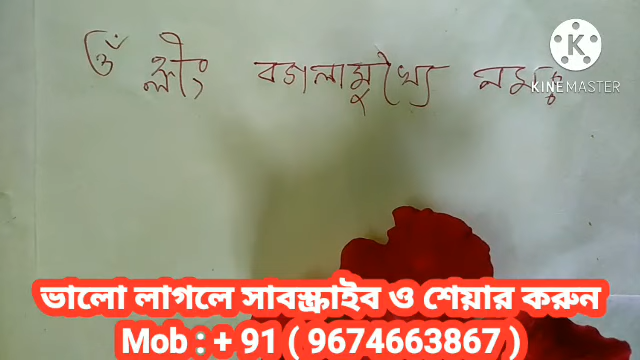 ওঁ হ্লীং বগলামুখ্যৈ নমঃ
KINEMASTER
ভালো লাগলে সাবস্ক্রাইব ও শেয়ার করুন
Mob : + 91 ( 9674663867 )